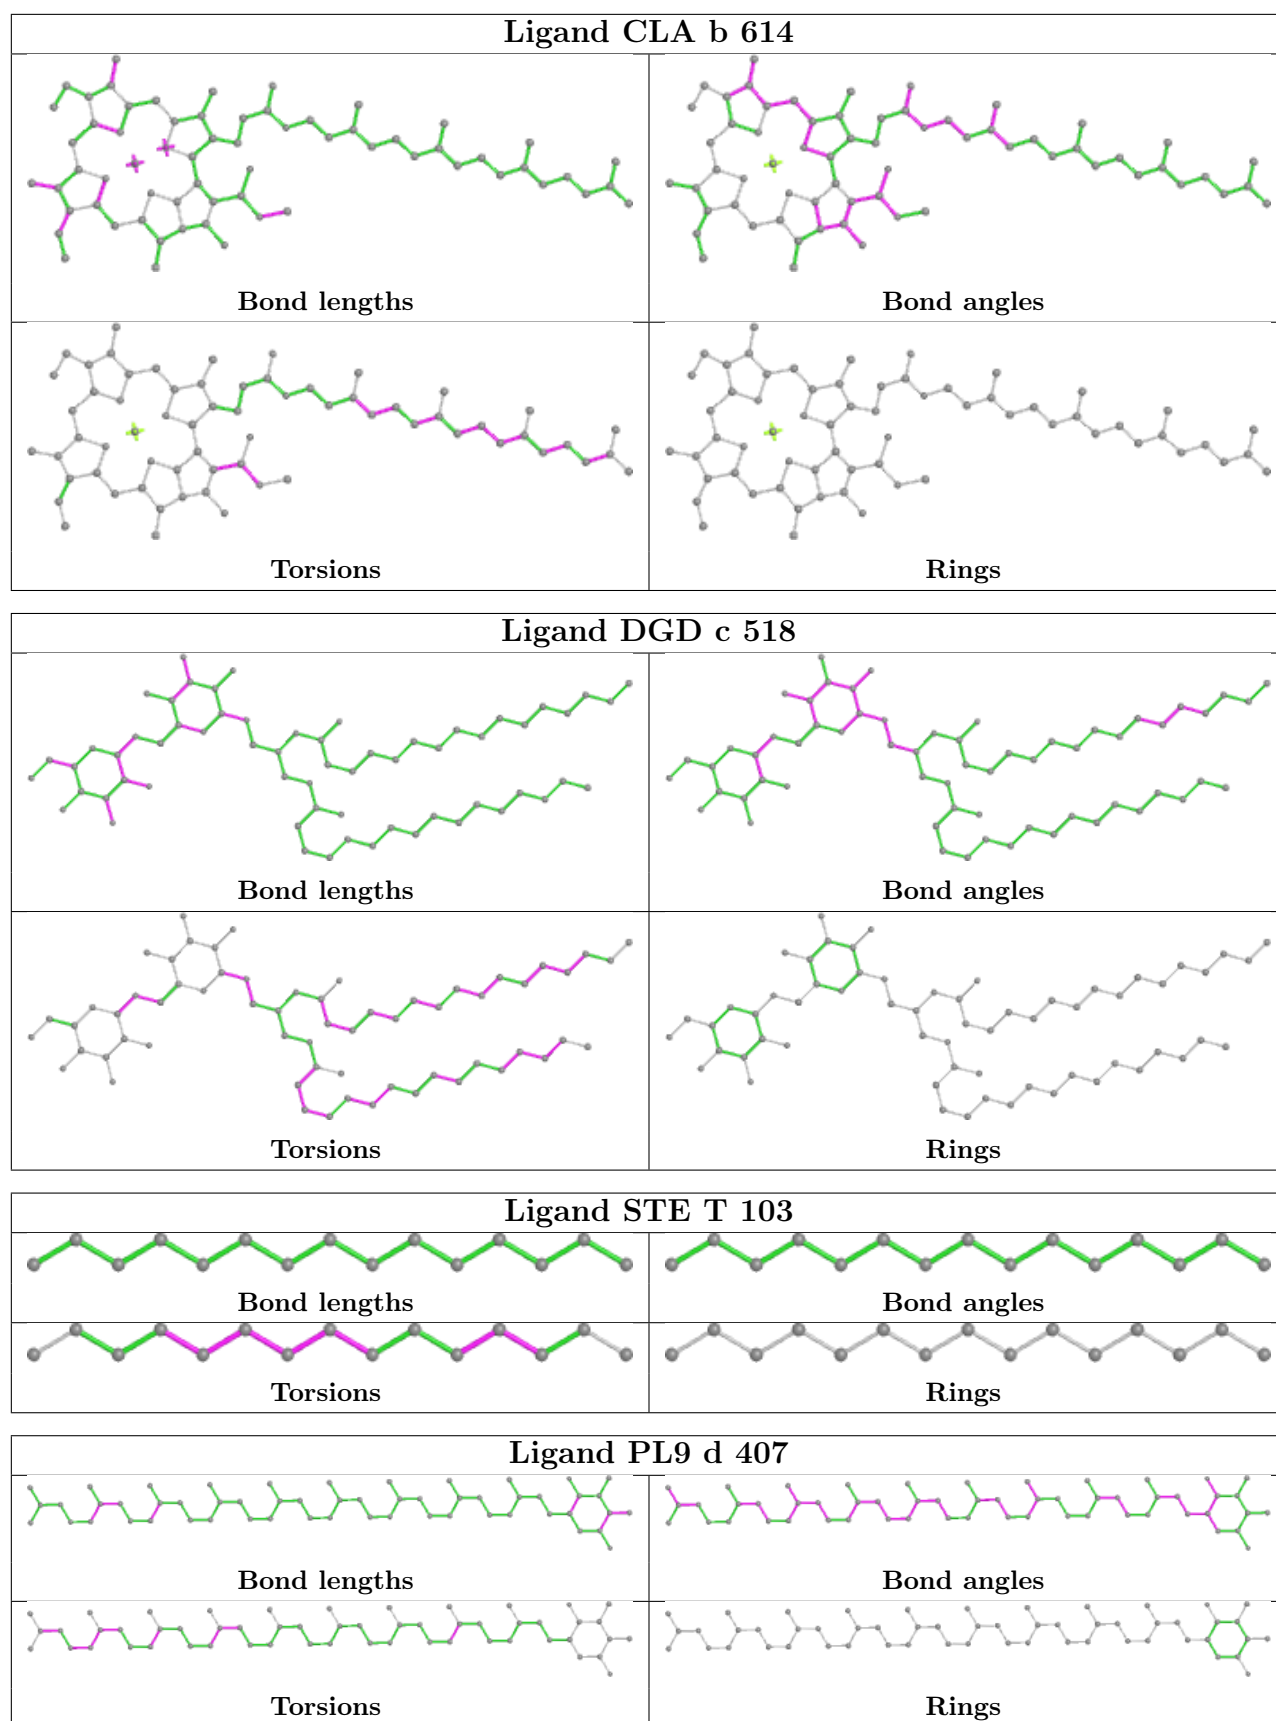 Ligand CLA b 614
Bond lengths
Bond angles
Torsions
Rings
Ligand DGD c 518
Bond lengths
Bond angles
Torsions
Rings
Ligand STE T 103
Bond lengths
Bond angles
Torsions
Rings
Ligand PL9 d 407
Bond lengths
Bond angles
Torsions
Rings